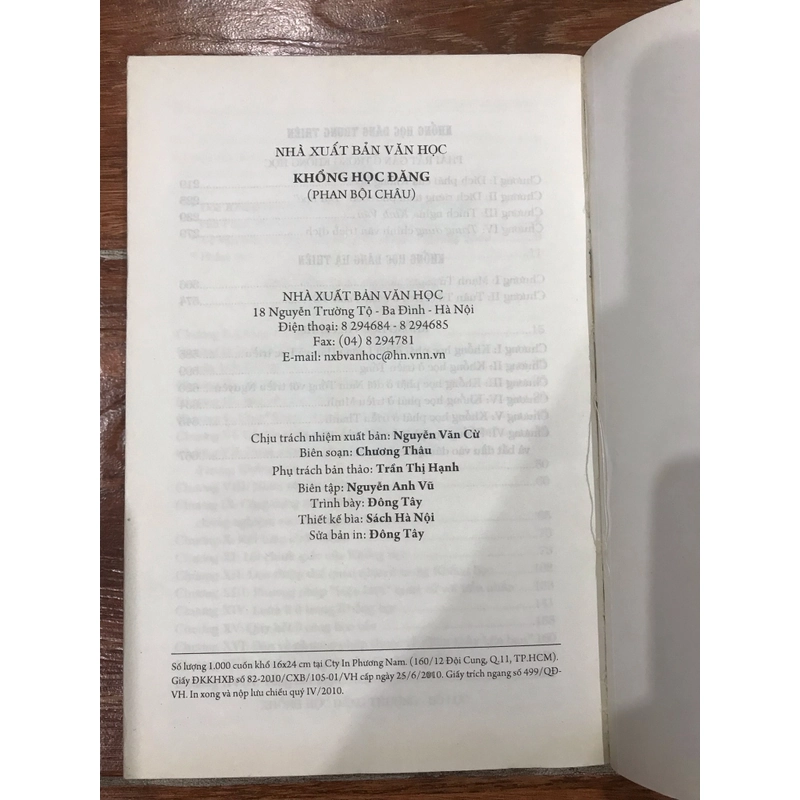 NHÀ XUẤT BẢN VĂN HỌC
KHỔNG HỌC ĐĂNG
(PHAN BỘI CHÂU)
NHÀ XUẤT BẢN VĂN HỌC
18 Nguyễn Trường Tộ - Ba Đình - Hà Nội
Điện thoại: 8 294684 - 8 294685
Fax: (04) 8 294781
E-mail: nxbvanhoc@hn.vnn.vn
Chịu trách nhiệm xuất bản: Nguyễn Văn Cừ
Biên soạn: Chương Thâu
Phụ trách bản thảo: Trần Thị Hạnh
Biên tập: Nguyễn Anh Vũ
Trình bày: Đông Tây
Thiết kế bìa: Sách Hà Nội
Sửa bản in: Đông Tây
Số lượng 1.000 cuốn khổ 16x24 cm tại Cty In Phương Nam. (160/12 Đội Cung, Q.11, TP.HCM).
Giấy ĐKKHXB số 82-2010/CXB/105-01/VH cấp ngày 25/6/2010. Giấy trích ngang số 499/QĐ-
VH. In xong và nộp lưu chiểu quý IV/2010.